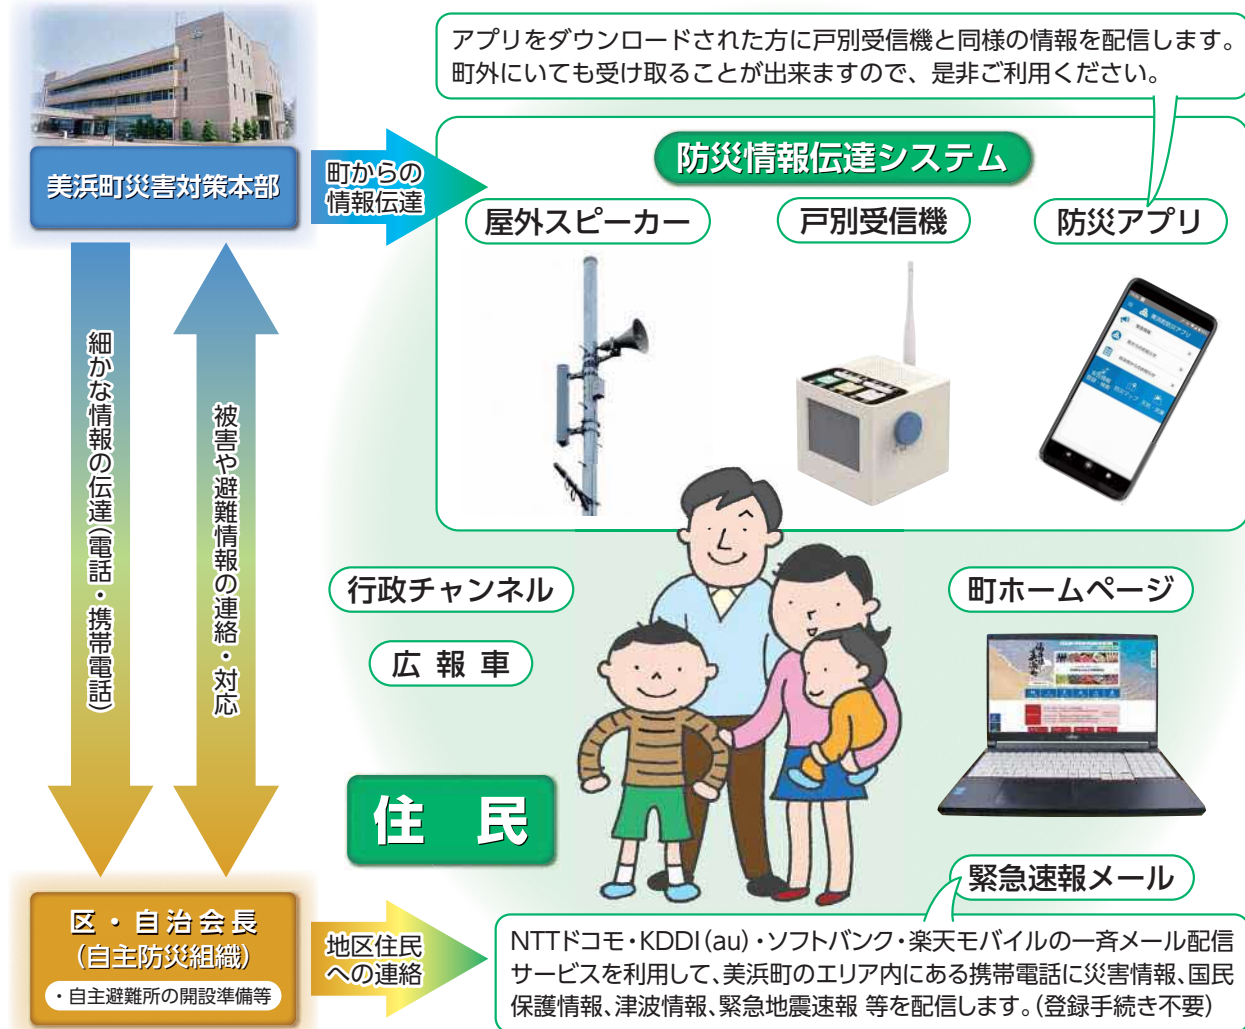 アプリをダウンロードされた方に戸別受信機と同様の情報を配信します。
町外にいても受け取ることが出来ますので、是非ご利用ください。
美浜町災害対策本部
町からの
情報伝達
防災情報伝達システム
屋外スピーカー
戸別受信機
防災アプリ
美浜町防災アプリ
細かな情報の伝達(電話・携帯電話)
被害や避難情報の連絡・対応
行政チャンネル
広報車
町ホームページ
住民
緊急速報メール
区・自治会長
(自主防災組織)
・自主避難所の開設準備等
地区住民
への連絡
NTTドコモ・KDDI(au)・ソフトバンク・楽天モバイルの一斉メール配信
サービスを利用して、美浜町のエリア内にある携帯電話に災害情報、国民
保護情報、津波情報、緊急地震速報 等を配信します。(登録手続き不要)